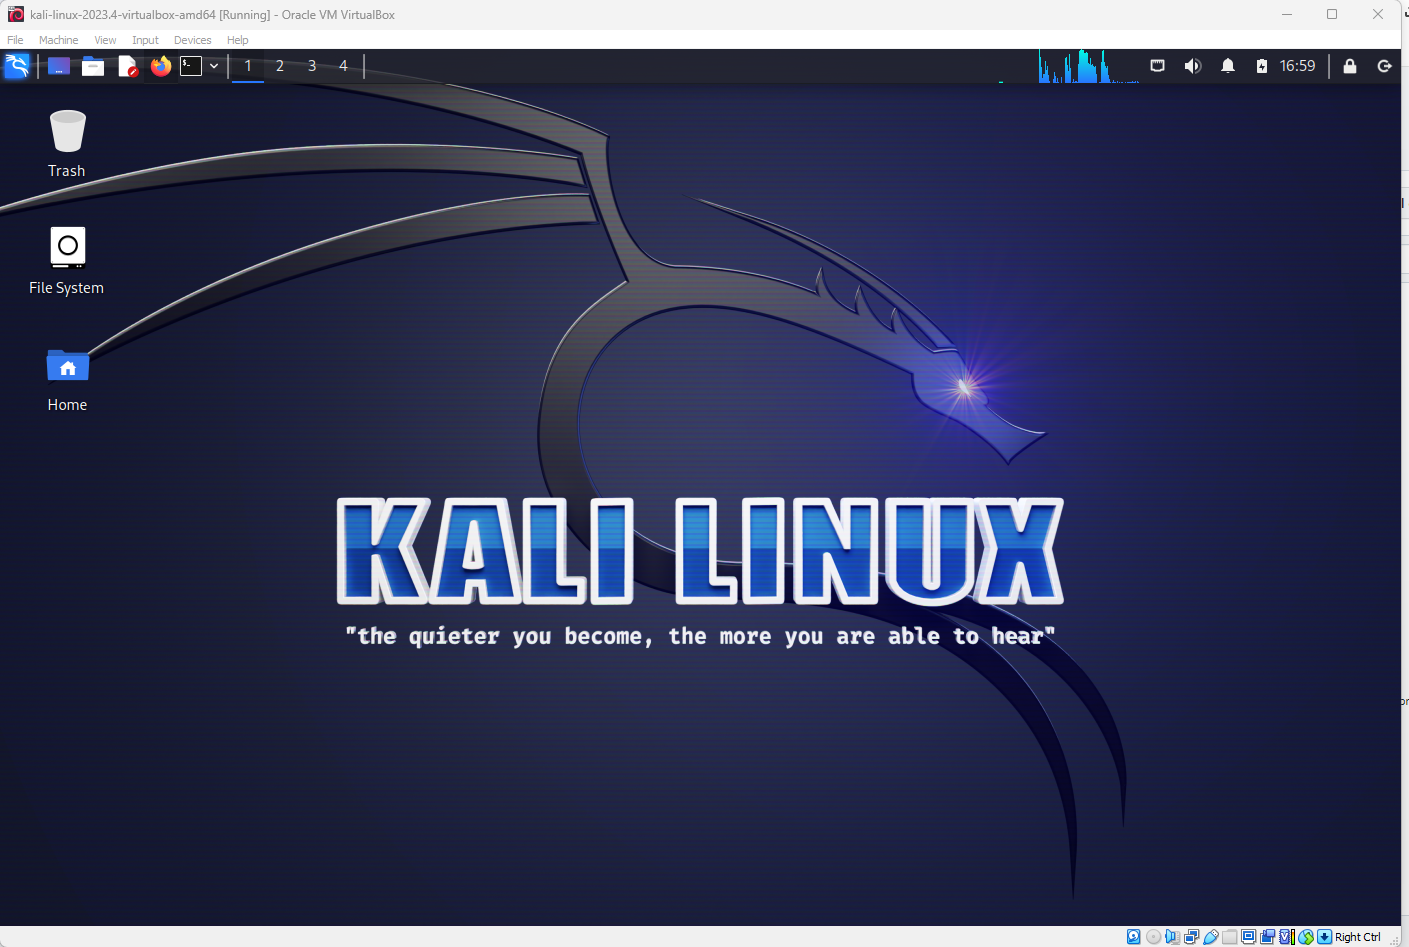 kali-linux-2023.4-virtualbox-amd64 [Running] - Oracle VM VirtualBox
File Machine View Input Devices Help
1 2 3 4 16:59
Trash
File System
Home
KALI LINUX
"the quieter you become, the more you are able to hear"
Right Ctrl